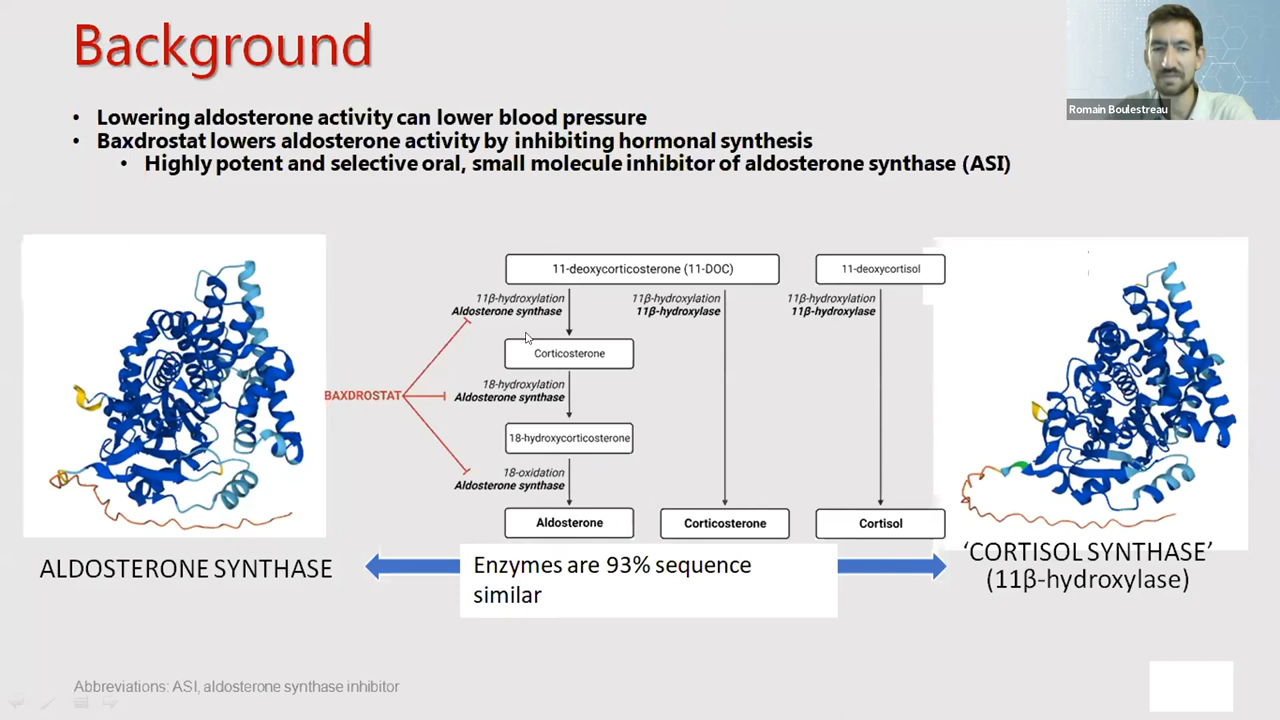 Background
Romain Boulestreau
• Lowering aldosterone activity can lower blood pressure
• Baxdrostat lowers aldosterone activity by inhibiting hormonal synthesis
• Highly potent and selective oral, small molecule inhibitor of aldosterone synthase (ASI)
11-deoxycorticosterone (11-DOC)
11-deoxycortisol
11β-hydroxylation
Aldosterone synthase
11β-hydroxylation
11β-hydroxylase
11β-hydroxylation
11β-hydroxylase
Corticosterone
BAXDROSTAT
18-hydroxylation
Aldosterone synthase
18-hydroxycorticosterone
18-oxidation
Aldosterone synthase
Aldosterone
Corticosterone
Cortisol
ALDOSTERONE SYNTHASE
Enzymes are 93% sequence
similar
‘CORTISOL SYNTHASE’
(11β-hydroxylase)
Abbreviations: ASI, aldosterone synthase inhibitor